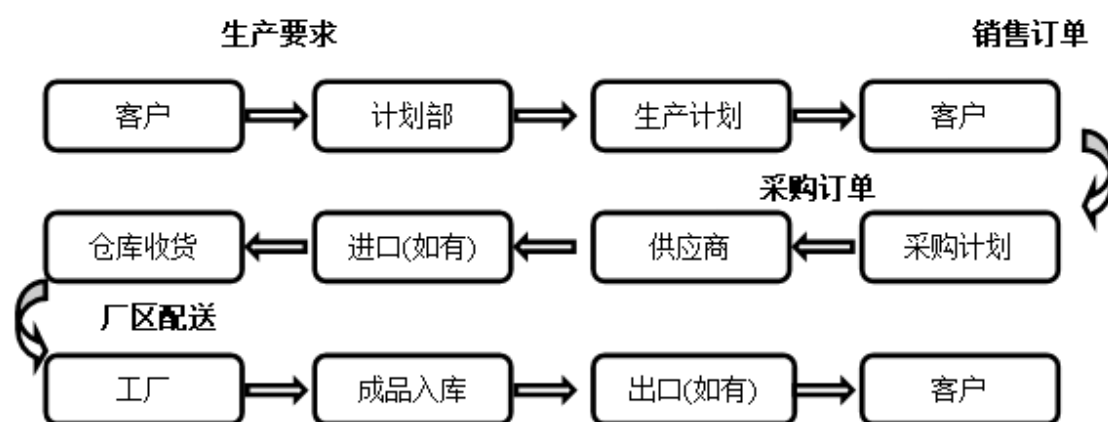 生产要求
销售订单
客户
计划部
生产计划
客户
采购订单
仓库收货
进口(如有)
供应商
采购计划
厂区配送
工厂
成品入库
出口(如有)
客户